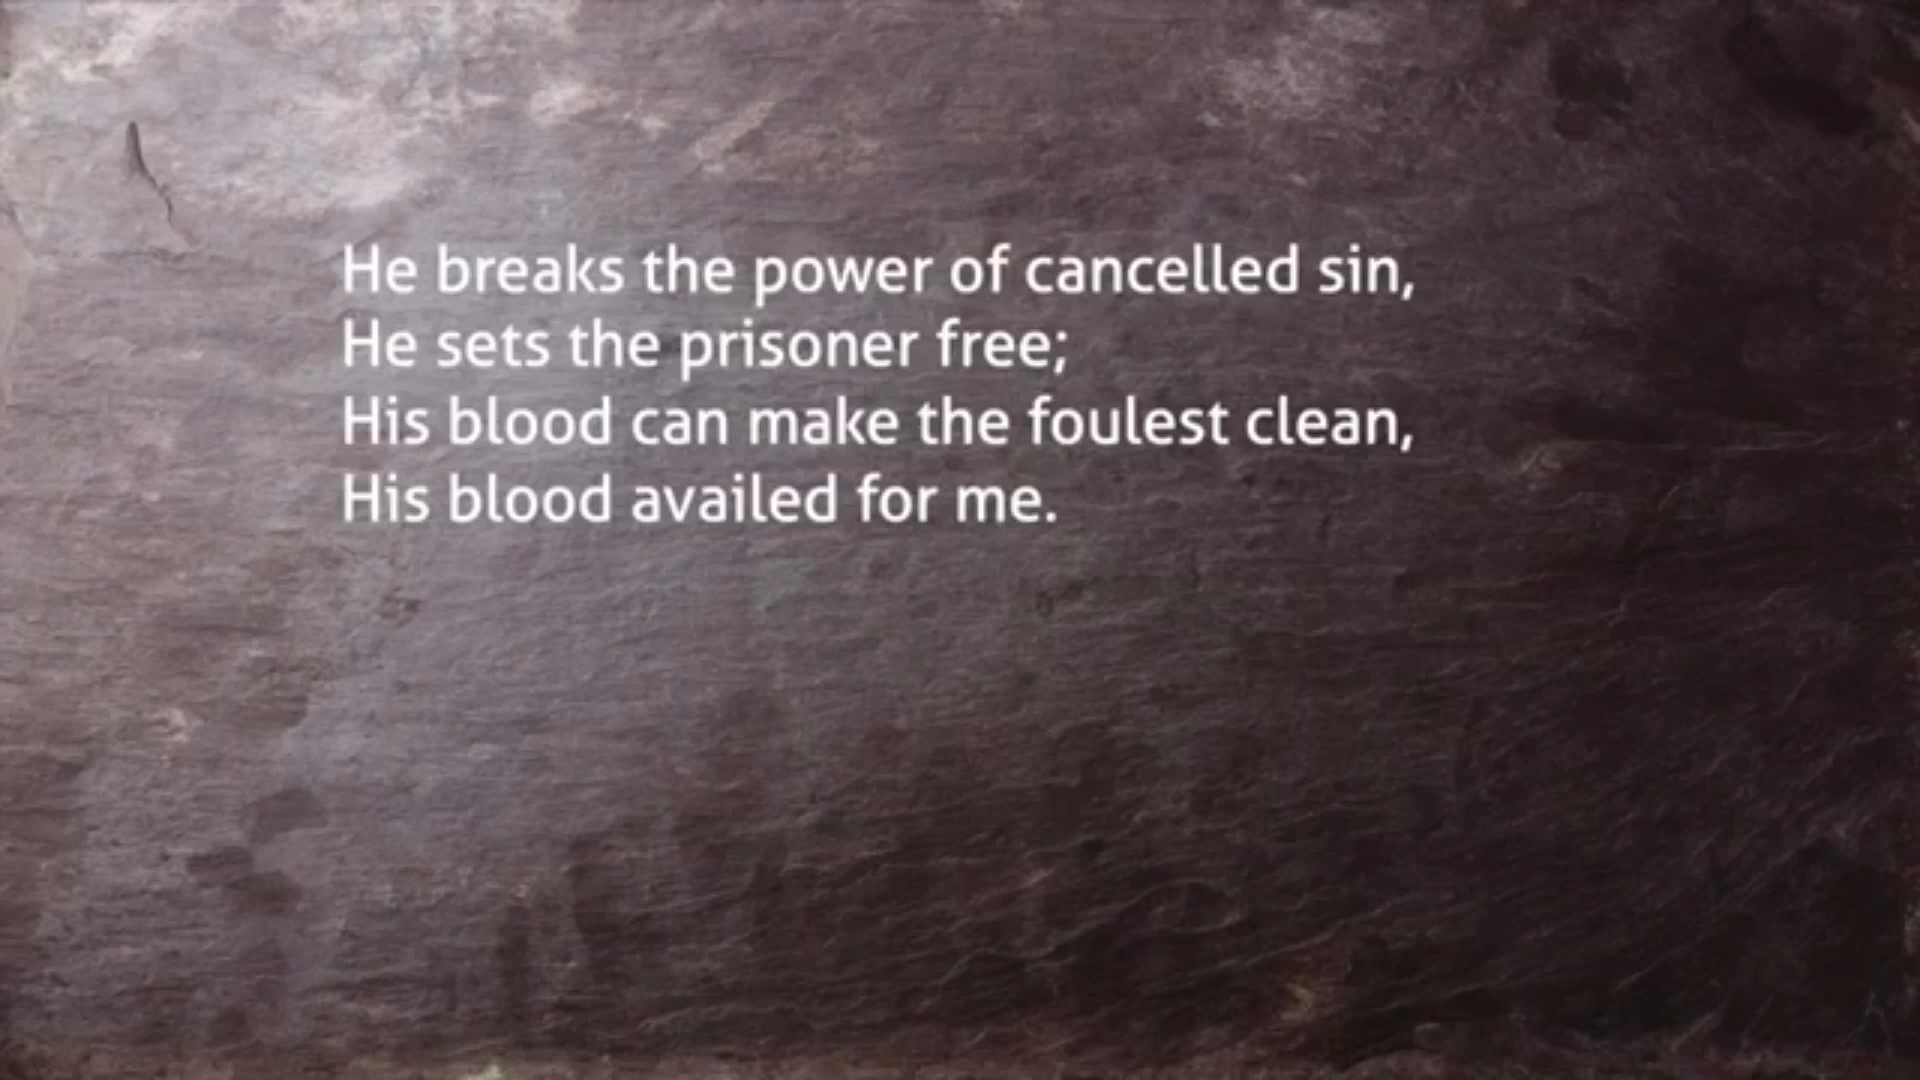 He breaks the power of cancelled sin,
He sets the prisoner free;
His blood can make the foulest clean,
His blood availed for me.